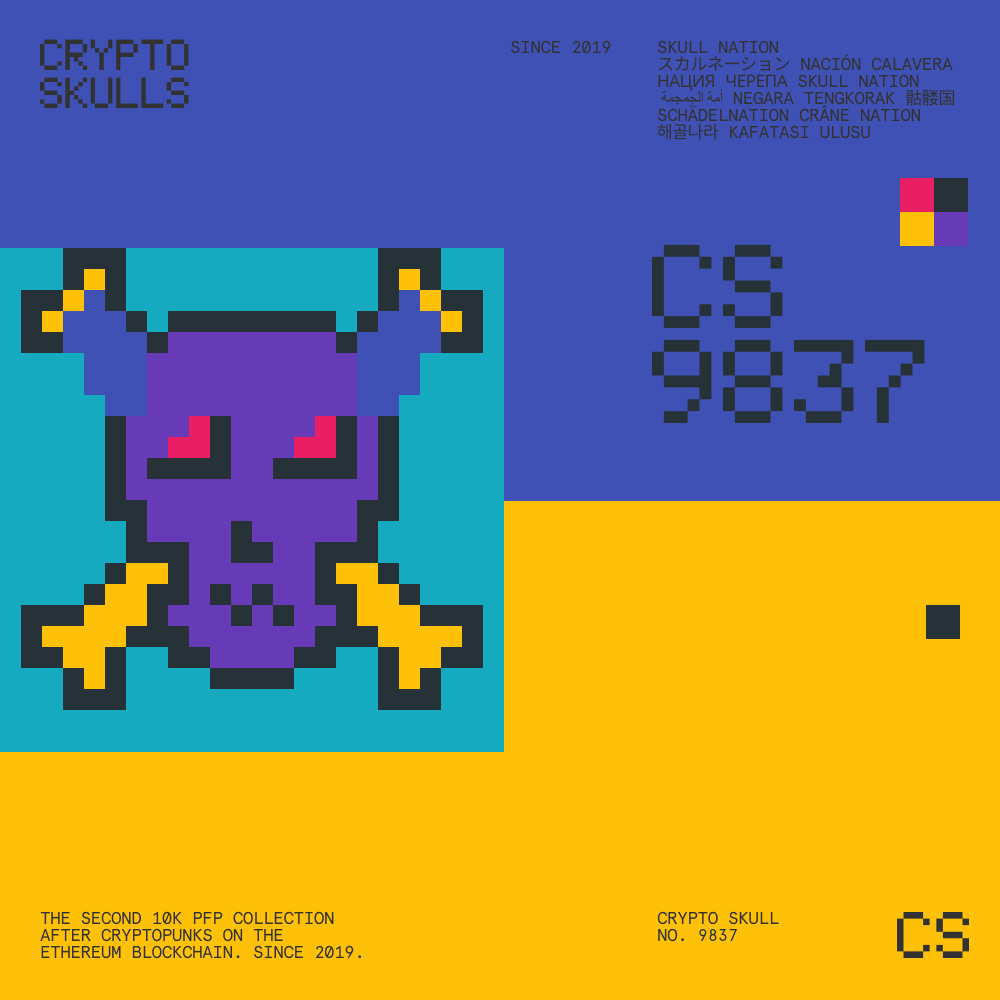 CRYPTO
SKULLS
SINCE 2019
SKULL NATION
スカルネーション NACIÓN CALAVERA
НАЦИЯ ЧЕРЕПА SKULL NATION
أمة الجمجمة NEGARA TENGKORAK 骷髅国
SCHÄDELNATION CRÂNE NATION
해골나라 KAFATASI ULUSU
CS
9837
THE SECOND 10K PFP COLLECTION
AFTER CRYPTOPUNKS ON THE
ETHEREUM BLOCKCHAIN. SINCE 2019.
CRYPTO SKULL
NO. 9837
CS